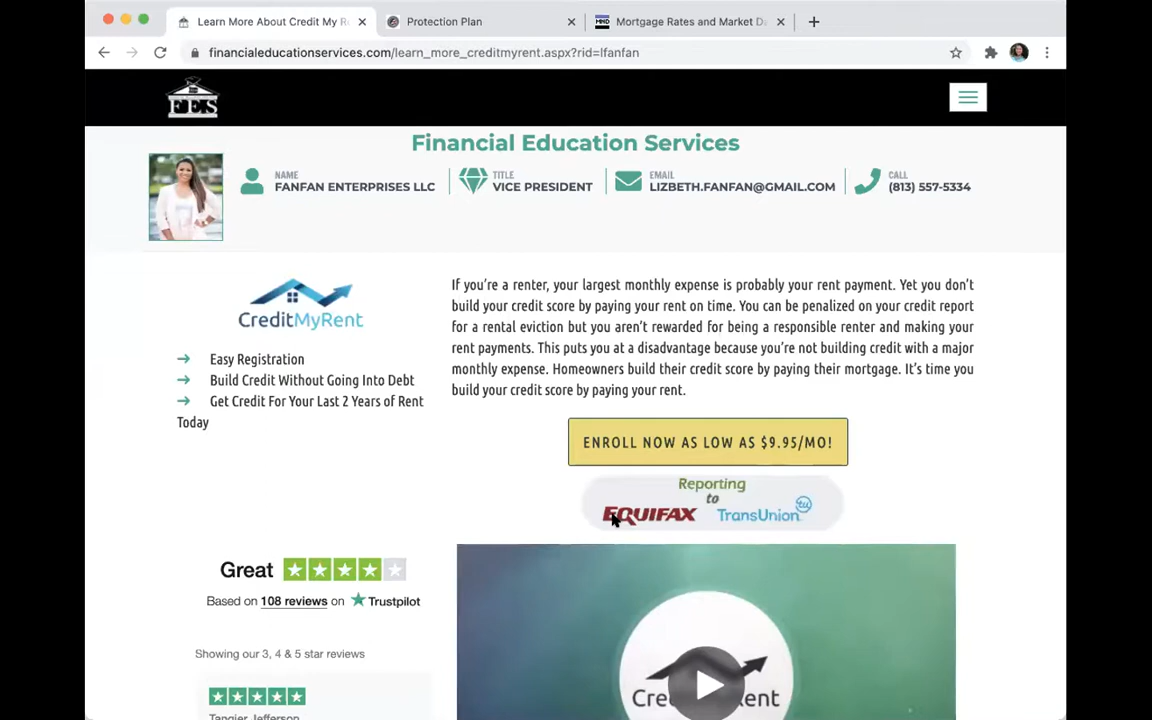 Learn More About Credit My R
Protection Plan
Mortgage Rates and Market D
financialeducationservices.com/learn_more_creditmyrent.aspx?rid=lfanfan
FES
Financial Education Services
NAME
FANFAN ENTERPRISES LLC
TITLE
VICE PRESIDENT
EMAIL
LIZBETH.FANFAN@GMAIL.COM
CALL
(813) 557-5334
CreditMyRent
Easy Registration
Build Credit Without Going Into Debt
Get Credit For Your Last 2 Years of Rent
Today
If you're a renter, your largest monthly expense is probably your rent payment. Yet you don't
build your credit score by paying your rent on time. You can be penalized on your credit report
for a rental eviction but you aren't rewarded for being a responsible renter and making your
rent payments. This puts you at a disadvantage because you're not building credit with a major
monthly expense. Homeowners build their credit score by paying their mortgage. It's time you
build your credit score by paying your rent.
ENROLL NOW AS LOW AS $9.95/MO!
Reporting
to
EQUIFAX TransUnion tu
Great
Based on 108 reviews on Trustpilot
Showing our 3, 4 & 5 star reviews
Tangier Jefferson